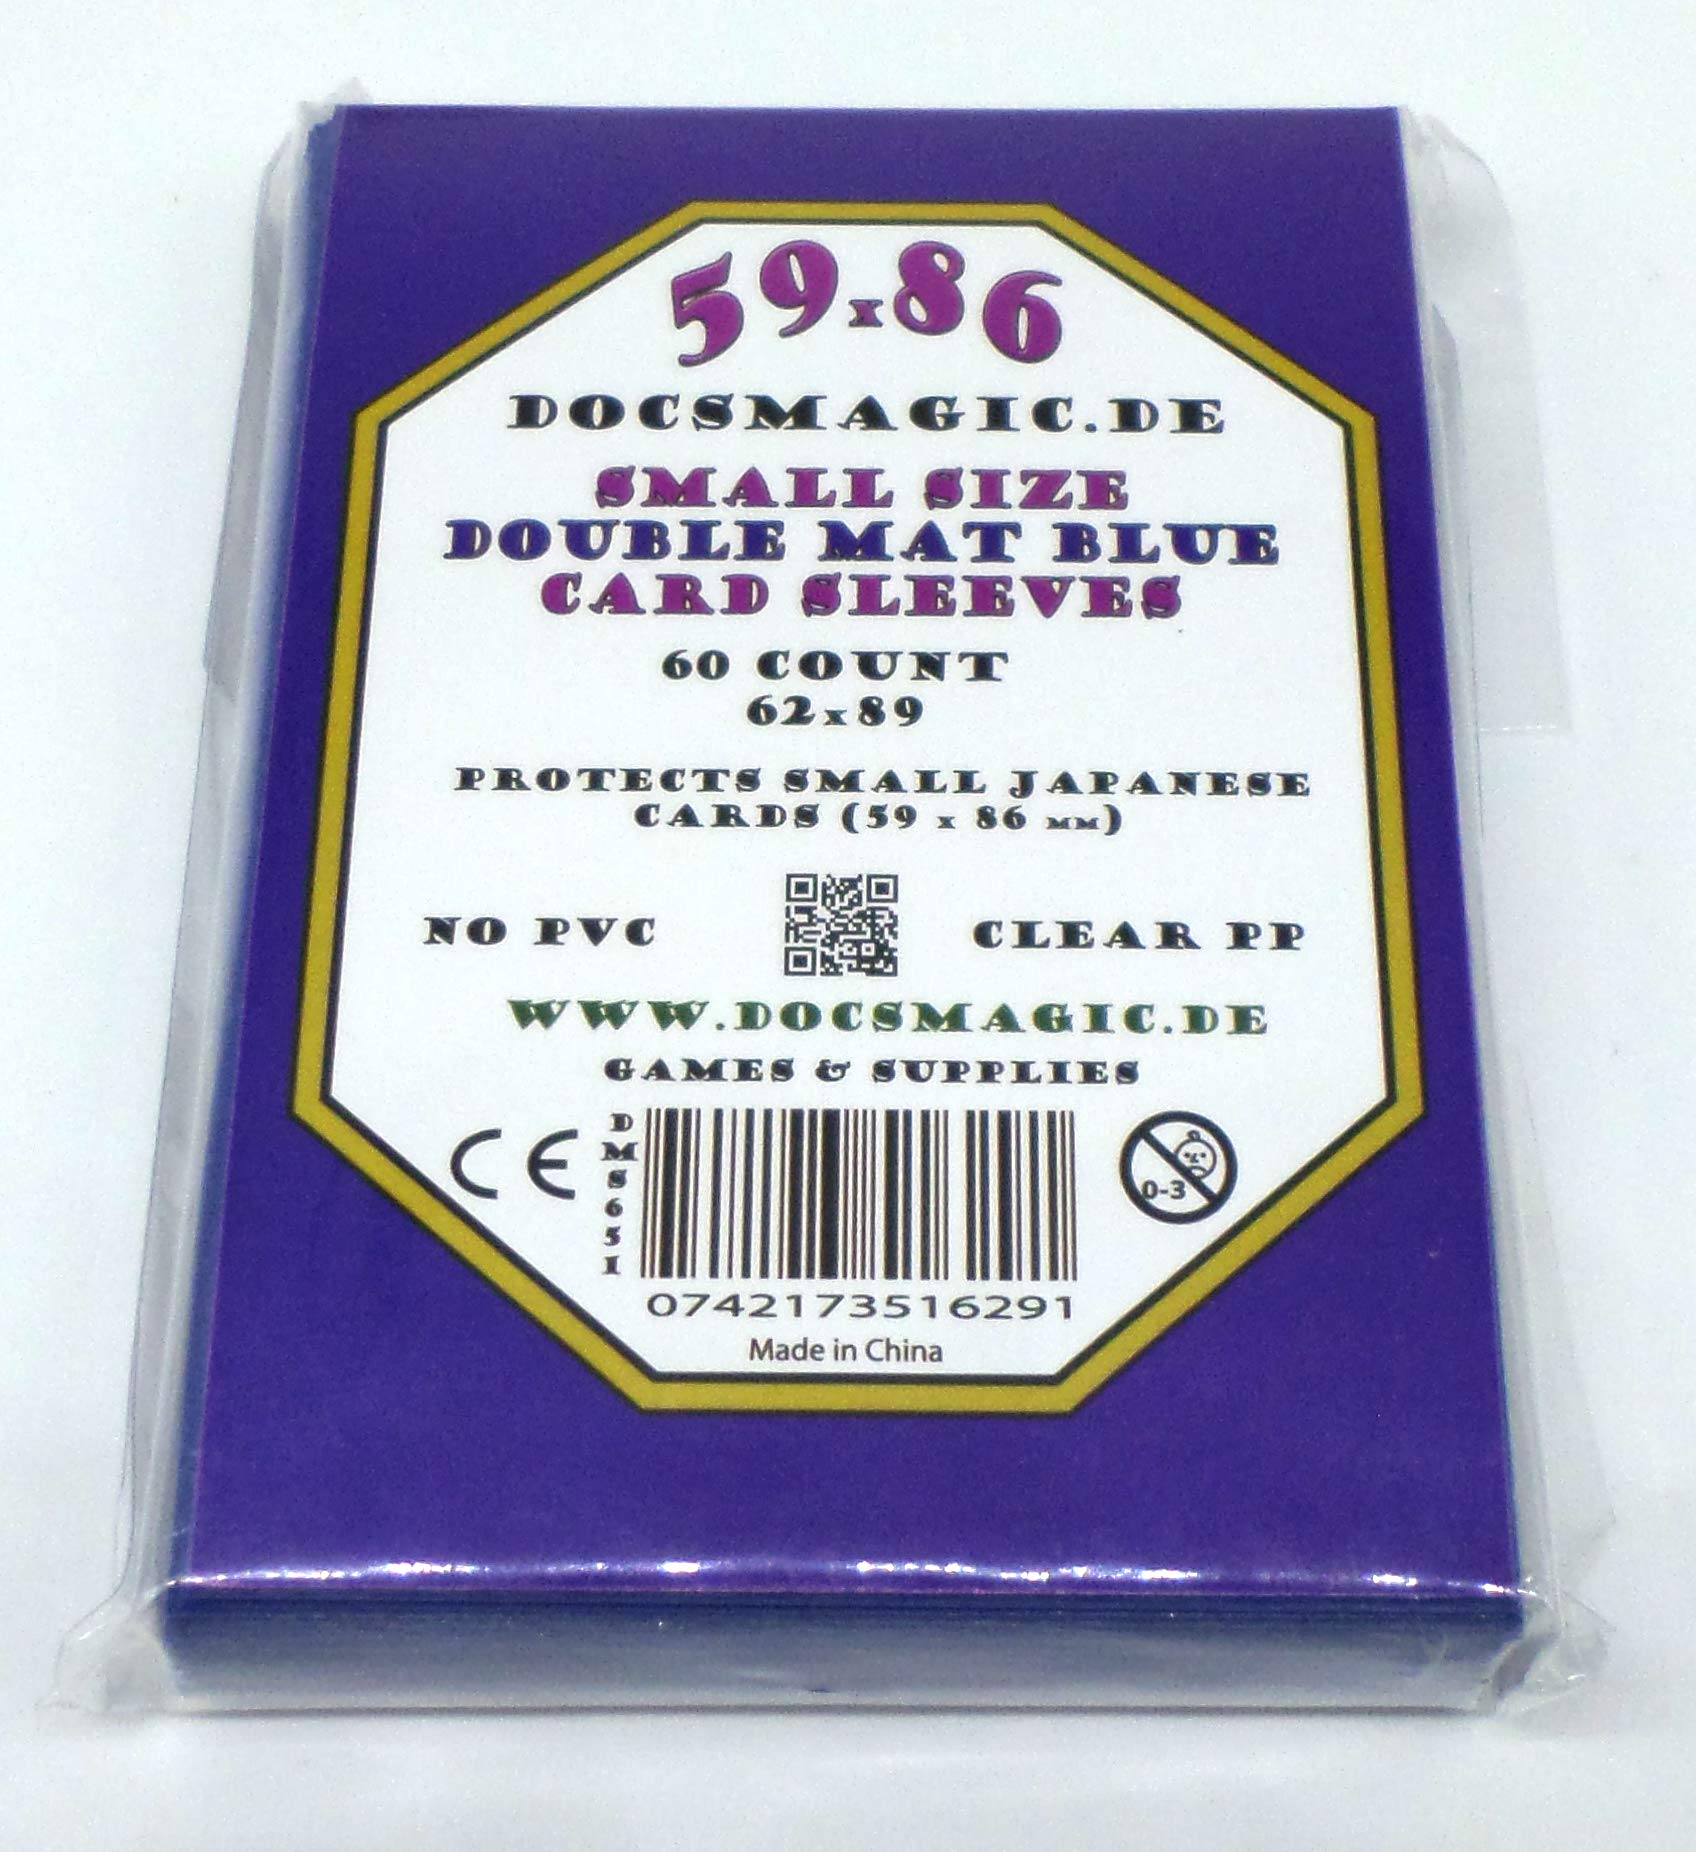 59x86
DOCSMAGIC.DE
SMALL SIZE
DOUBLE MAT BLUE
CARD SLEEVES
60 COUNT
62x89
PROTECTS SMALL JAPANESE
CARDS (59 x 86 MM)
NO PVC CLEAR PP
WWW.DOCSMAGIC.DE
GAMES & SUPPLIES
CE
DMS651
0-3
0742173516291
Made in China